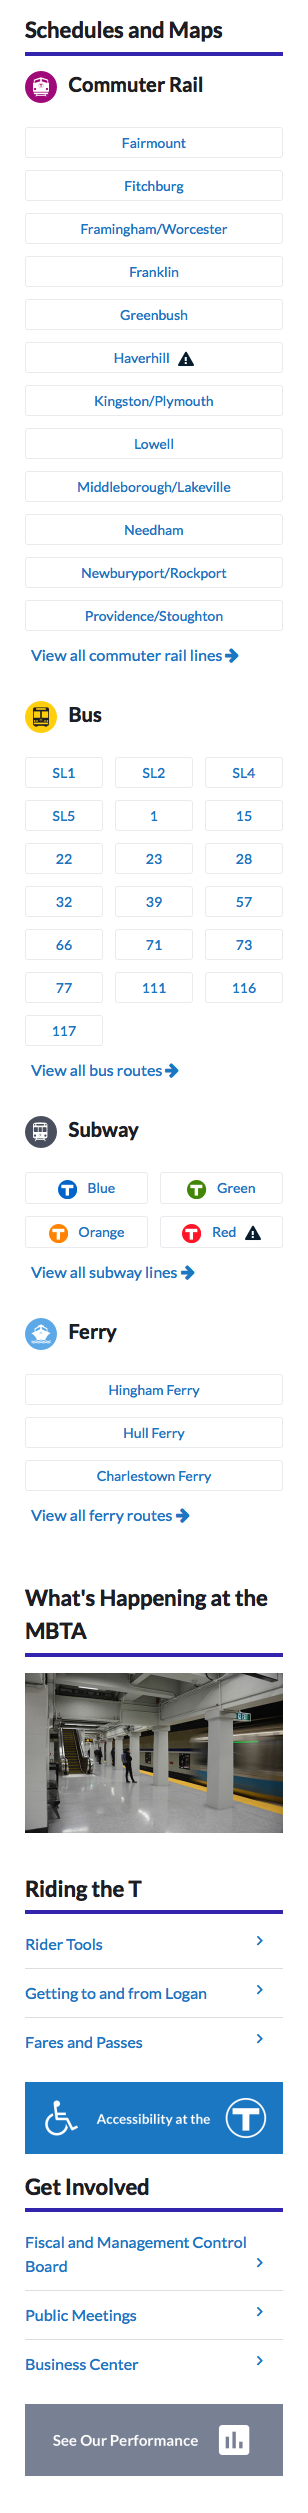 Schedules and Maps
Commuter Rail
Fairmount
Fitchburg
Framingham/Worcester
Franklin
Greenbush
Haverhill
Kingston/Plymouth
Lowell
Middleborough/Lakeville
Needham
Newburyport/Rockport
Providence/Stoughton
View all commuter rail lines
Bus
SL1 SL2 SL4
SL5 1 15
22 23 28
32 39 57
66 71 73
77 111 116
117
View all bus routes
Subway
T Blue T Green
T Orange T Red
View all subway lines
Ferry
Hingham Ferry
Hull Ferry
Charlestown Ferry
View all ferry routes
What's Happening at the
MBTA
Riding the T
Rider Tools
Getting to and from Logan
Fares and Passes
Accessibility at the T
Get Involved
Fiscal and Management Control
Board
Public Meetings
Business Center
See Our Performance